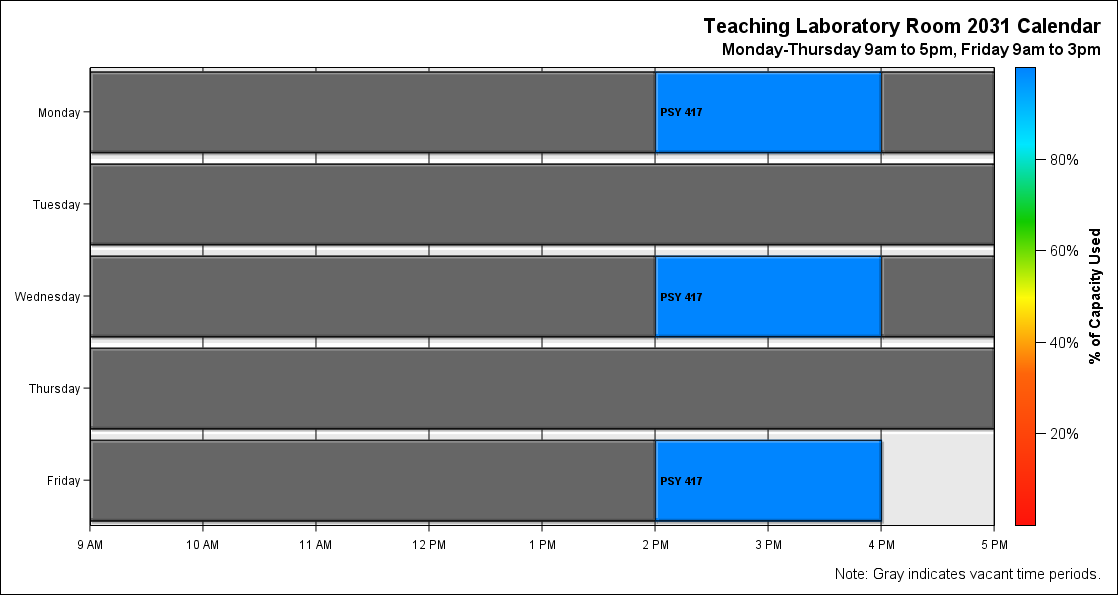 Teaching Laboratory Room 2031 Calendar
Monday-Thursday 9am to 5pm, Friday 9am to 3pm
Monday
PSY 417
Tuesday
Wednesday
PSY 417
Thursday
Friday
PSY 417
9 AM 10 AM 11 AM 12 PM 1 PM 2 PM 3 PM 4 PM 5 PM
80%
60%
40%
20%
% of Capacity Used
Note: Gray indicates vacant time periods.